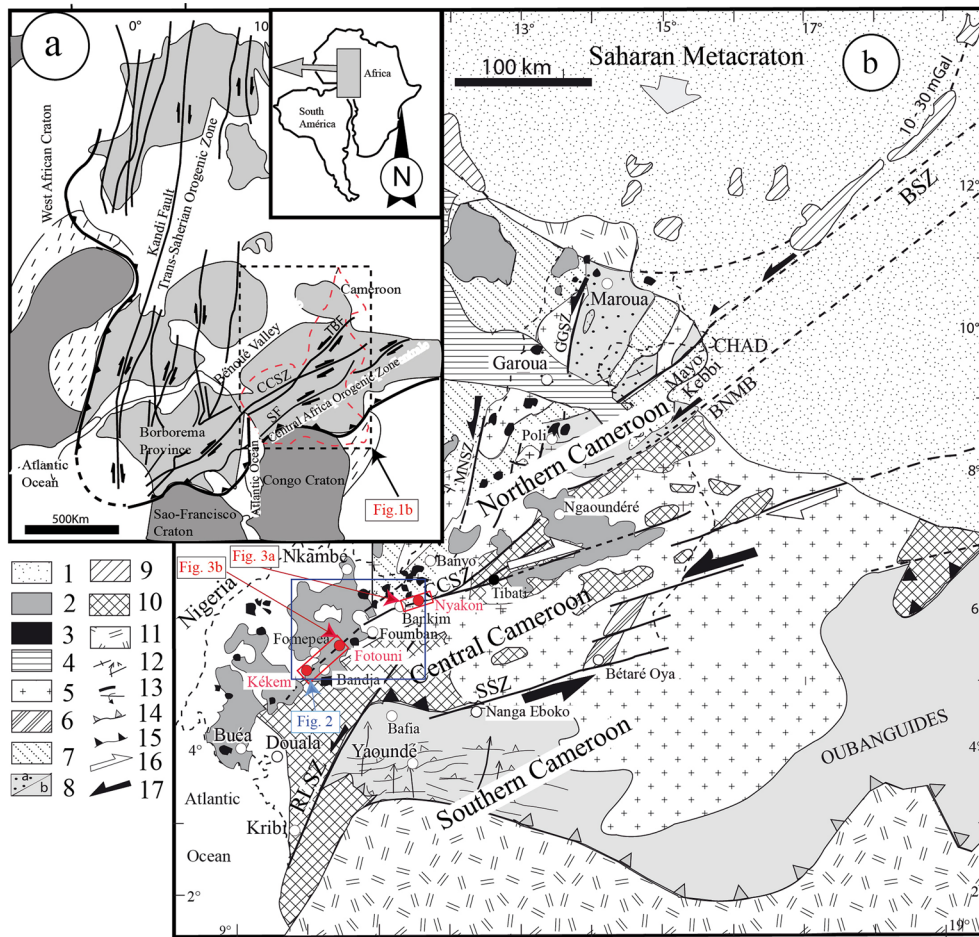 a
0°
10
West African Craton
Kandi Fault
Trans-Saherian Orogenic Zone
Africa
South
América
N
Cameroon
Bénoué Valley
TBF
CCSZ
SF
Central Africa Orogenic Zone
Borborema
Province
Atlantic
Ocean
Atlantic Ocean
Congo Craton
Sao-Francisco
Craton
500Km
Fig.1b
b
13°
15°
17°
100 km
Saharan Metacraton
10 - 30 mGal
BSZ
12°
Maroua
GGSZ
Garoua
CHAD
Mayo
Kebbi
10°
BNMB
Poli
MNSZ
Northern Cameroon
8°
Ngaoundéré
Fig. 3a
Fig. 3b
Nkambé
Banyo
CCSZ
Tibati
Nigeria
Nyakon
Bankim
Foumban
Fomepea
Fotouni
Central Cameroon
Kékem
Bandja
Bétaré Oya
SSZ
Fig. 2
Nanga Eboko
Bafia
Buéa
Douala
4°
Yaoundé
OUBANGUIDES
RLSZ
Southern Cameroon
Atlantic
Kribi
Ocean
2°
9°
19°
1
2
3
4
5
6
7
a
b
8
9
10
11
12
13
14
15
16
17